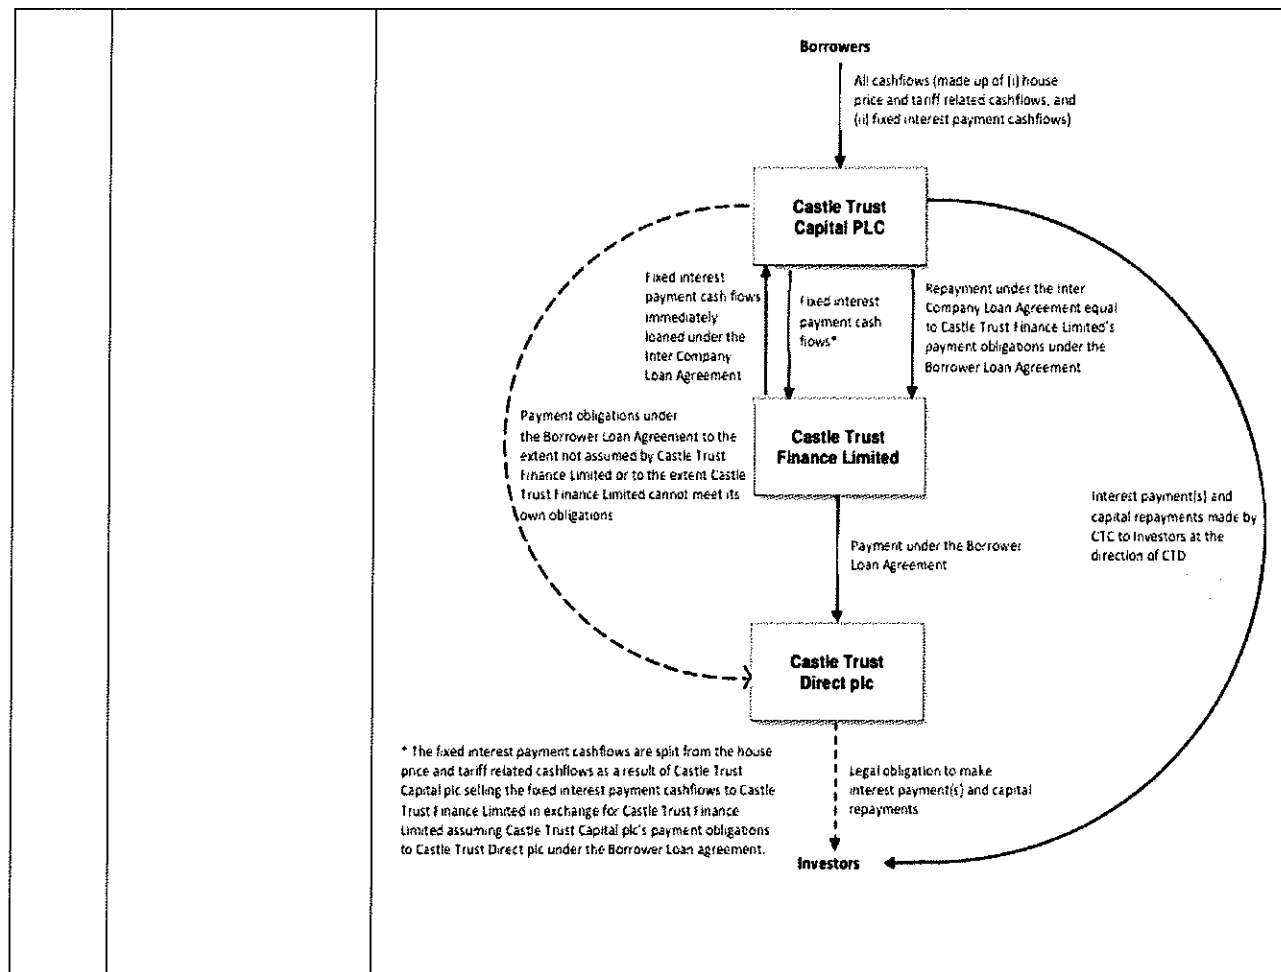 Borrowers
All cashflows (made up of (i) house
price and tariff related cashflows, and
(ii) fixed interest payment cashflows)
Castle Trust
Capital PLC
Fixed interest
payment cash flows
immediately
loaned under the
Inter Company
Loan Agreement
Fixed interest
payment cash
flows*
Repayment under the Inter
Company Loan Agreement equal
to Castle Trust Finance Limited's
payment obligations under the
Borrower Loan Agreement
Payment obligations under
the Borrower Loan Agreement to the
extent not assumed by Castle Trust
Finance Limited or to the extent Castle
Trust Finance Limited cannot meet its
own obligations
Castle Trust
Finance Limited
Interest payment(s) and
capital repayments made by
CTC to Investors at the
direction of CTD
Payment under the Borrower
Loan Agreement
Castle Trust
Direct plc
* The fixed interest payment cashflows are split from the house
price and tariff related cashflows as a result of Castle Trust
Capital plc selling the fixed interest payment cashflows to Castle
Trust Finance Limited in exchange for Castle Trust Finance
Limited assuming Castle Trust Capital plc's payment obligations
to Castle Trust Direct plc under the Borrower Loan agreement.
Legal obligation to make
interest payment(s) and capital
repayments
Investors